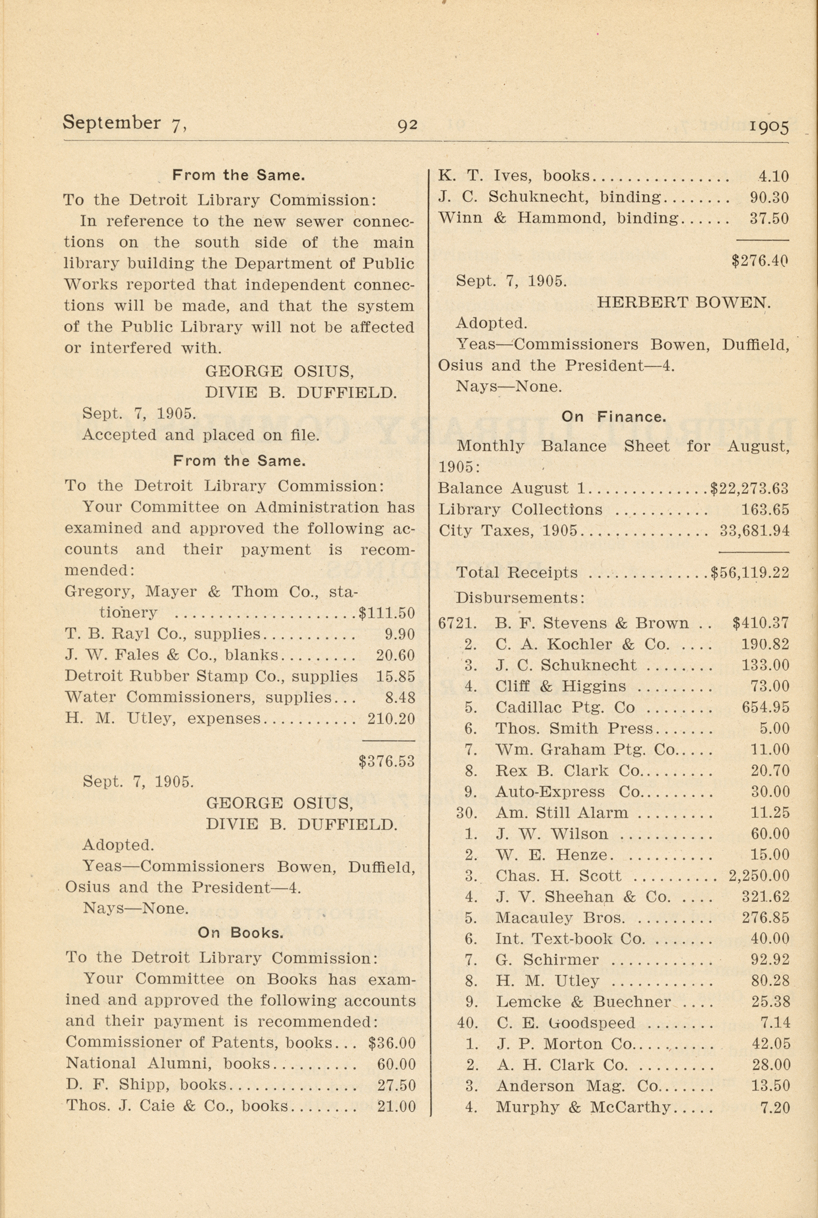 September 7, 92 1905
From the Same.
To the Detroit Library Commission:
In reference to the new sewer connec-
tions on the south side of the main
library building the Department of Public
Works reported that independent connec-
tions will be made, and that the system
of the Public Library will not be affected
or interfered with.
GEORGE OSIUS,
DIVIE B. DUFFIELD.
Sept. 7, 1905.
Accepted and placed on file.
From the Same.
To the Detroit Library Commission:
Your Committee on Administration has
examined and approved the following ac-
counts and their payment is recom-
mended:
Gregory, Mayer & Thom Co., sta-
tionery .....................$111.50
T. B. Rayl Co., supplies........... 9.90
J. W. Fales & Co., blanks......... 20.60
Detroit Rubber Stamp Co., supplies 15.85
Water Commissioners, supplies... 8.48
H. M. Utley, expenses........... 210.20
$376.53
Sept. 7, 1905.
GEORGE OSIUS,
DIVIE B. DUFFIELD.
Adopted.
Yeas—Commissioners Bowen, Duffield,
Osius and the President—4.
Nays—None.
On Books.
To the Detroit Library Commission:
Your Committee on Books has exam-
ined and approved the following accounts
and their payment is recommended:
Commissioner of Patents, books... $36.00
National Alumni, books.......... 60.00
D. F. Shipp, books............... 27.50
Thos. J. Caie & Co., books........ 21.00
K. T. Ives, books................ 4.10
J. C. Schuknecht, binding........ 90.30
Winn & Hammond, binding...... 37.50
$276.40
Sept. 7, 1905.
HERBERT BOWEN.
Adopted.
Yeas—Commissioners Bowen, Duffield,
Osius and the President—4.
Nays—None.
On Finance.
Monthly Balance Sheet for August,
1905:
Balance August 1..............$22,273.63
Library Collections ........... 163.65
City Taxes, 1905............... 33,681.94
Total Receipts ..............$56,119.22
Disbursements:
6721. B. F. Stevens & Brown .. $410.37
2. C. A. Kochler & Co. .... 190.82
3. J. C. Schuknecht ........ 133.00
4. Cliff & Higgins ......... 73.00
5. Cadillac Ptg. Co ........ 654.95
6. Thos. Smith Press....... 5.00
7. Wm. Graham Ptg. Co..... 11.00
8. Rex B. Clark Co......... 20.70
9. Auto-Express Co......... 30.00
30. Am. Still Alarm ......... 11.25
1. J. W. Wilson ........... 60.00
2. W. E. Henze. .......... 15.00
3. Chas. H. Scott .......... 2,250.00
4. J. V. Sheehan & Co. .... 321.62
5. Macauley Bros. ......... 276.85
6. Int. Text-book Co. ....... 40.00
7. G. Schirmer ............ 92.92
8. H. M. Utley ............ 80.28
9. Lemcke & Buechner .... 25.38
40. C. E. Goodspeed ........ 7.14
1. J. P. Morton Co.......... 42.05
2. A. H. Clark Co. ......... 28.00
3. Anderson Mag. Co....... 13.50
4. Murphy & McCarthy..... 7.20